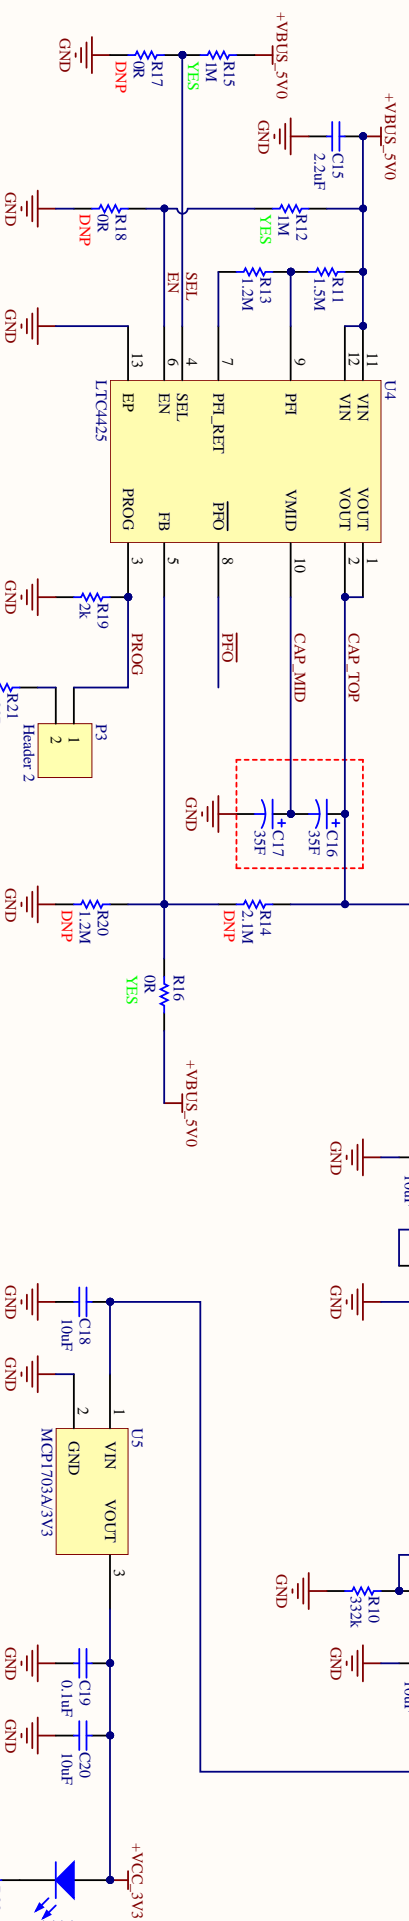 +VBUS_5V0
R15
1M
YES
R17
0R
DNP
GND
+VBUS_5V0
C15
2.2uF
GND
R12
1M
YES
R18
0R
DNP
GND
R11
1.5M
R13
1.2M
SEL
EN
GND
11
12
9
7
4
6
13
U4
VIN
VIN
PFI
PFI_RET
SEL
EN
EP
LTC4425
VOUT
VOUT
VMID
PFO
FB
PROG
1
2
10
8
5
3
R19
2k
GND
CAP_TOP
CAP_MID
PFO
PROG
R21
P3
1
2
Header 2
C16
35F
C17
35F
GND
R14
2.1M
DNP
R20
1.2M
DNP
GND
R16
0R
YES
+VBUS_5V0
GND
GND
C18
10uF
GND
GND
1
2
U5
VIN
GND
VOUT
MCP1703A/3V3
3
R10
332k
GND
GND
C19
0.1uF
GND
C20
10uF
GND
+VCC_3V3